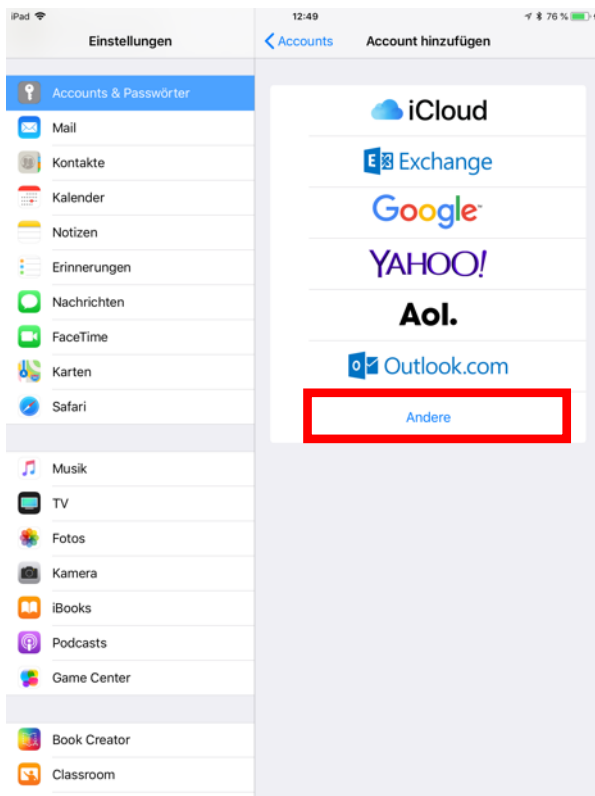 iPad 12:49 76 %
Einstellungen
Accounts & Passwörter
Mail
Kontakte
Kalender
Notizen
Erinnerungen
Nachrichten
FaceTime
Karten
Safari
Musik
TV
Fotos
Kamera
iBooks
Podcasts
Game Center
Book Creator
Classroom
Accounts Account hinzufügen
iCloud
Exchange
Google
YAHOO!
Aol.
Outlook.com
Andere